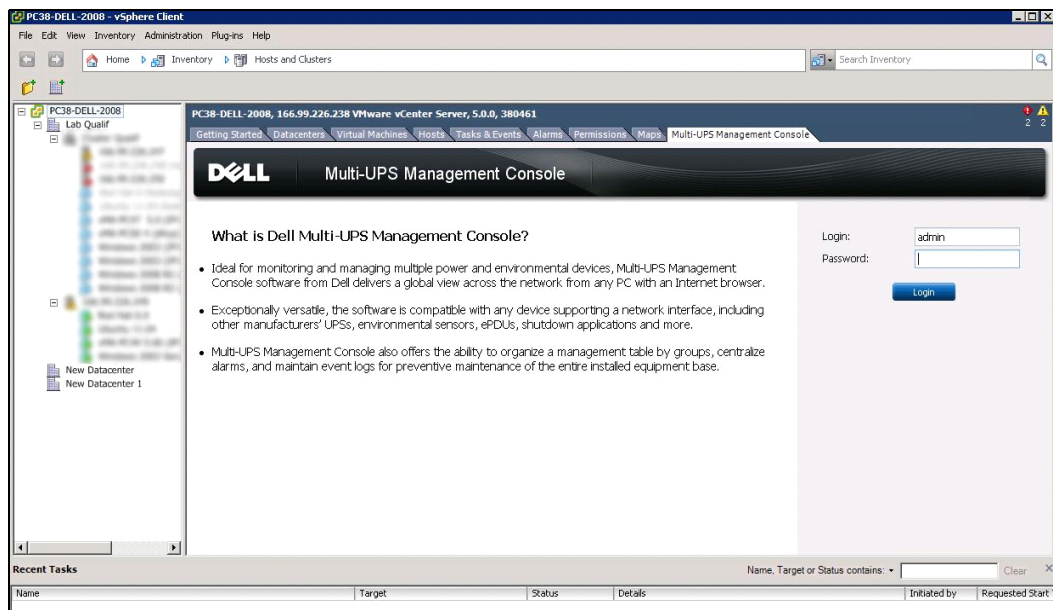 PC38-DELL-2008 - vSphere Client
File Edit View Inventory Administration Plug-ins Help
Home Inventory Hosts and Clusters
Search Inventory
PC38-DELL-2008
Lab Qualif
New Datacenter
New Datacenter 1
PC38-DELL-2008, 166.99.226.238 VMware vCenter Server, 5.0.0, 380461
2 2
Getting Started Datacenters Virtual Machines Hosts Tasks & Events Alarms Permissions Maps Multi-UPS Management Console
DELL Multi-UPS Management Console
What is Dell Multi-UPS Management Console?
• Ideal for monitoring and managing multiple power and environmental devices, Multi-UPS Management
Console software from Dell delivers a global view across the network from any PC with an Internet browser.
• Exceptionally versatile, the software is compatible with any device supporting a network interface, including
other manufacturers' UPSs, environmental sensors, ePDUs, shutdown applications and more.
• Multi-UPS Management Console also offers the ability to organize a management table by groups, centralize
alarms, and maintain event logs for preventive maintenance of the entire installed equipment base.
Login: admin
Password:
Login
Recent Tasks
Name, Target or Status contains: Clear
Name Target Status Details Initiated by Requested Start